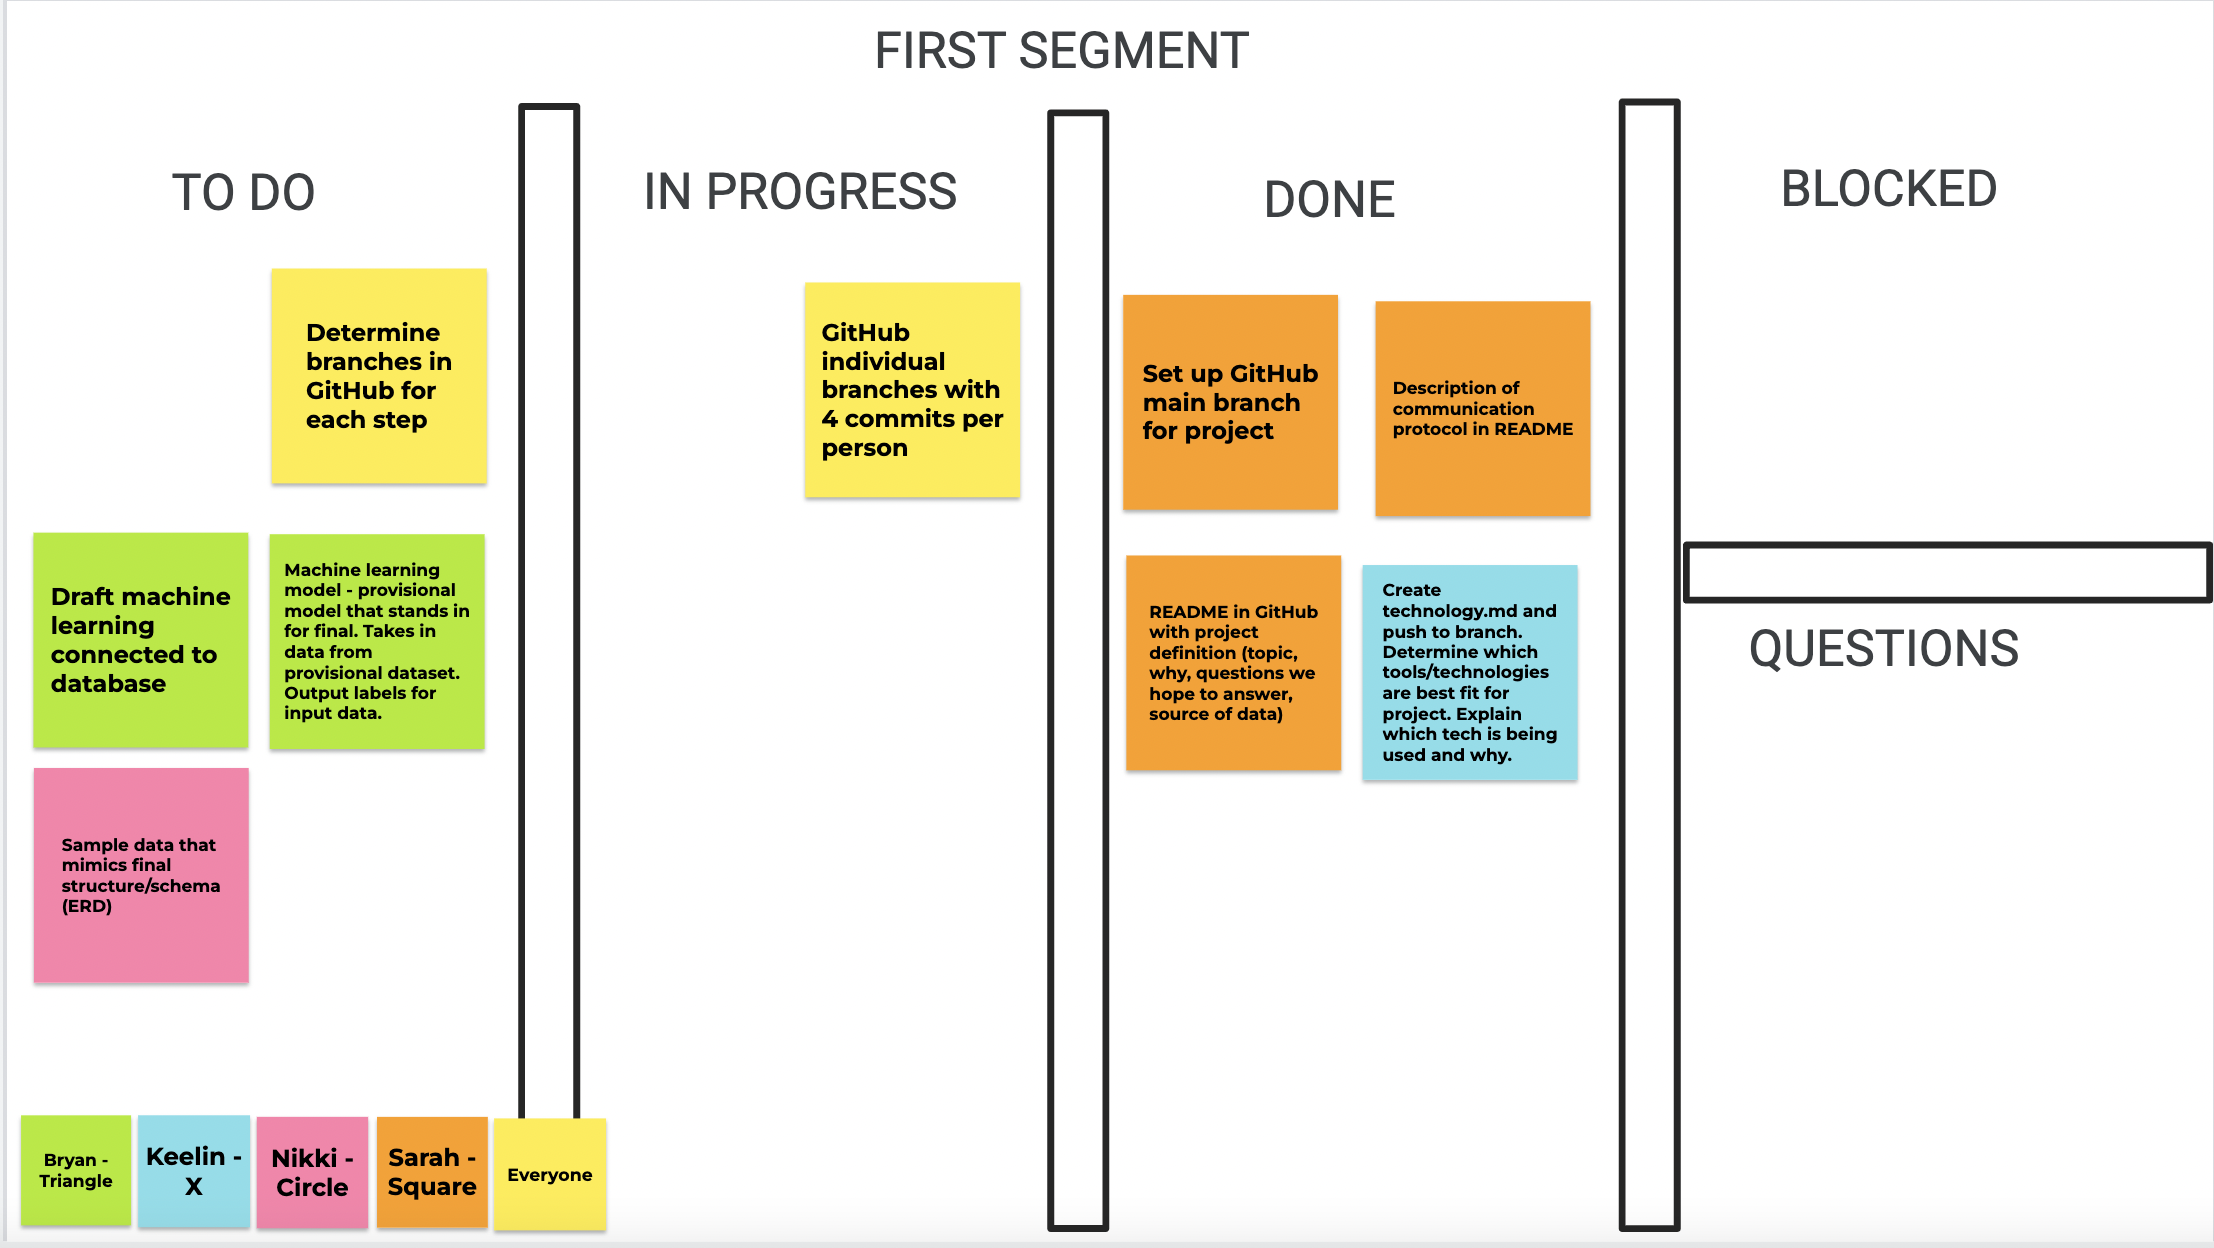 FIRST SEGMENT
TO DO
Determine
branches in
GitHub for
each step
Draft machine
learning
connected to
database
Machine learning
model - provisional
model that stands in
for final. Takes in
data from
provisional dataset.
Output labels for
input data.
Sample data that
mimics final
structure/schema
(ERD)
IN PROGRESS
GitHub
individual
branches with
4 commits per
person
DONE
Set up GitHub
main branch
for project
Description of
communication
protocol in README
README in GitHub
with project
definition (topic,
why, questions we
hope to answer,
source of data)
Create
technology.md and
push to branch.
Determine which
tools/technologies
are best fit for
project. Explain
which tech is being
used and why.
BLOCKED
QUESTIONS
Bryan -
Triangle
Keelin -
X
Nikki -
Circle
Sarah -
Square
Everyone